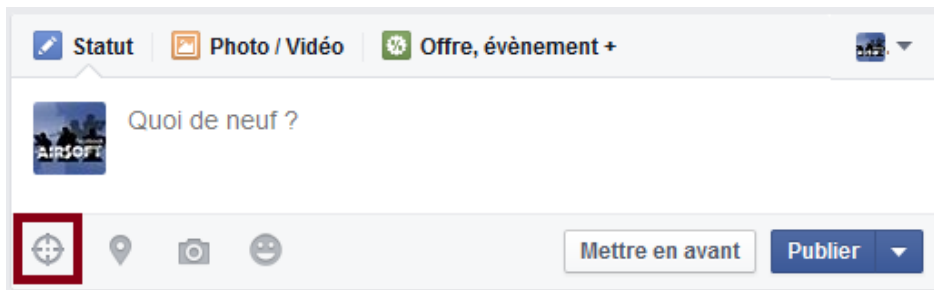 Statut Photo / Vidéo Offre, évènement +
Quoi de neuf ?
AIRSOFT
Mettre en avant Publier